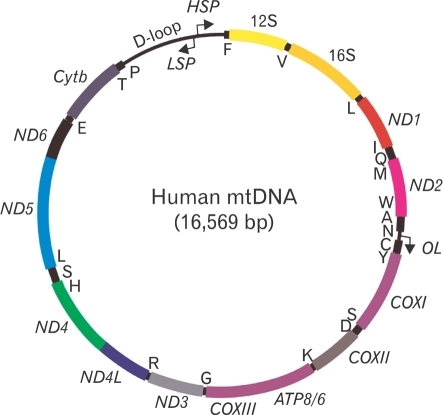 HSP
D-loop
LSP
F
12S
V
16S
L
ND1
I
Q
M
ND2
W
A
N
C
Y
OL
COXI
S
D
COXII
K
ATP8/6
COXIII
G
ND3
R
ND4L
ND4
H
S
L
ND5
ND6
E
Cytb
T
P
Human mtDNA
(16,569 bp)